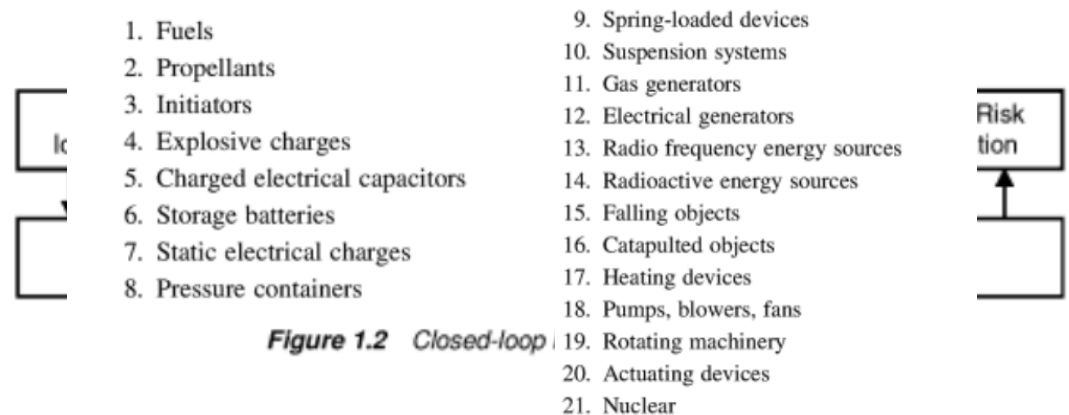 1. Fuels
2. Propellants
3. Initiators
4. Explosive charges
5. Charged electrical capacitors
6. Storage batteries
7. Static electrical charges
8. Pressure containers
9. Spring-loaded devices
10. Suspension systems
11. Gas generators
12. Electrical generators
13. Radio frequency energy sources
14. Radioactive energy sources
15. Falling objects
16. Catapulted objects
17. Heating devices
18. Pumps, blowers, fans
19. Rotating machinery
20. Actuating devices
21. Nuclear
Risk
tion
Figure 1.2 Closed-loop